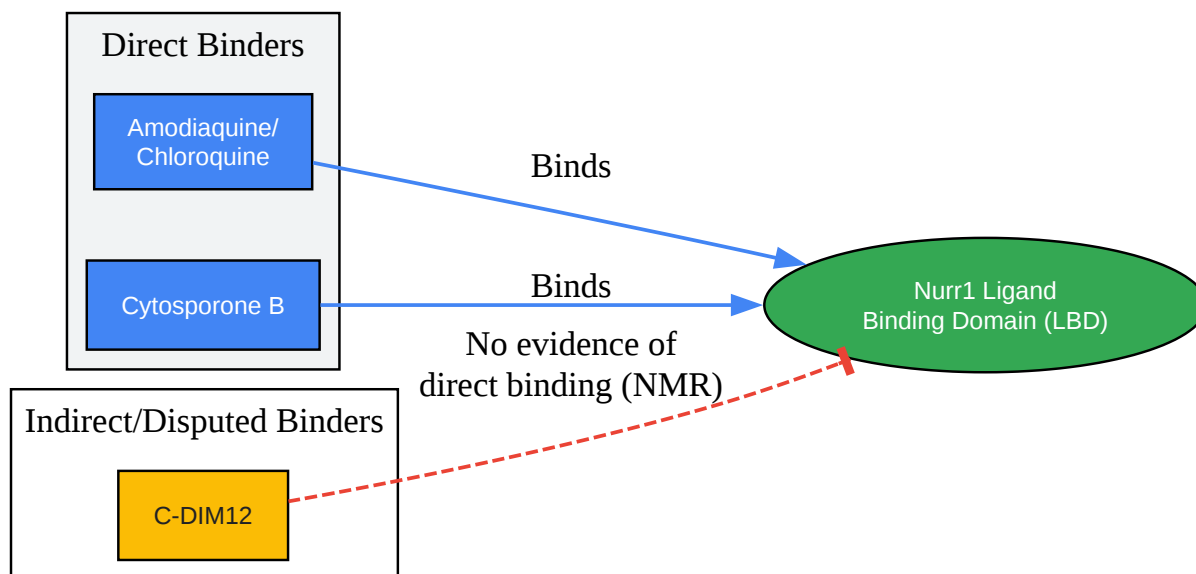 Direct Binders
Amodiaquine/
Chloroquine
Binds
Cytosporone B
Binds
Nurr1 Ligand
Binding Domain (LBD)
No evidence of
direct binding (NMR)
Indirect/Disputed Binders
C-DIM12